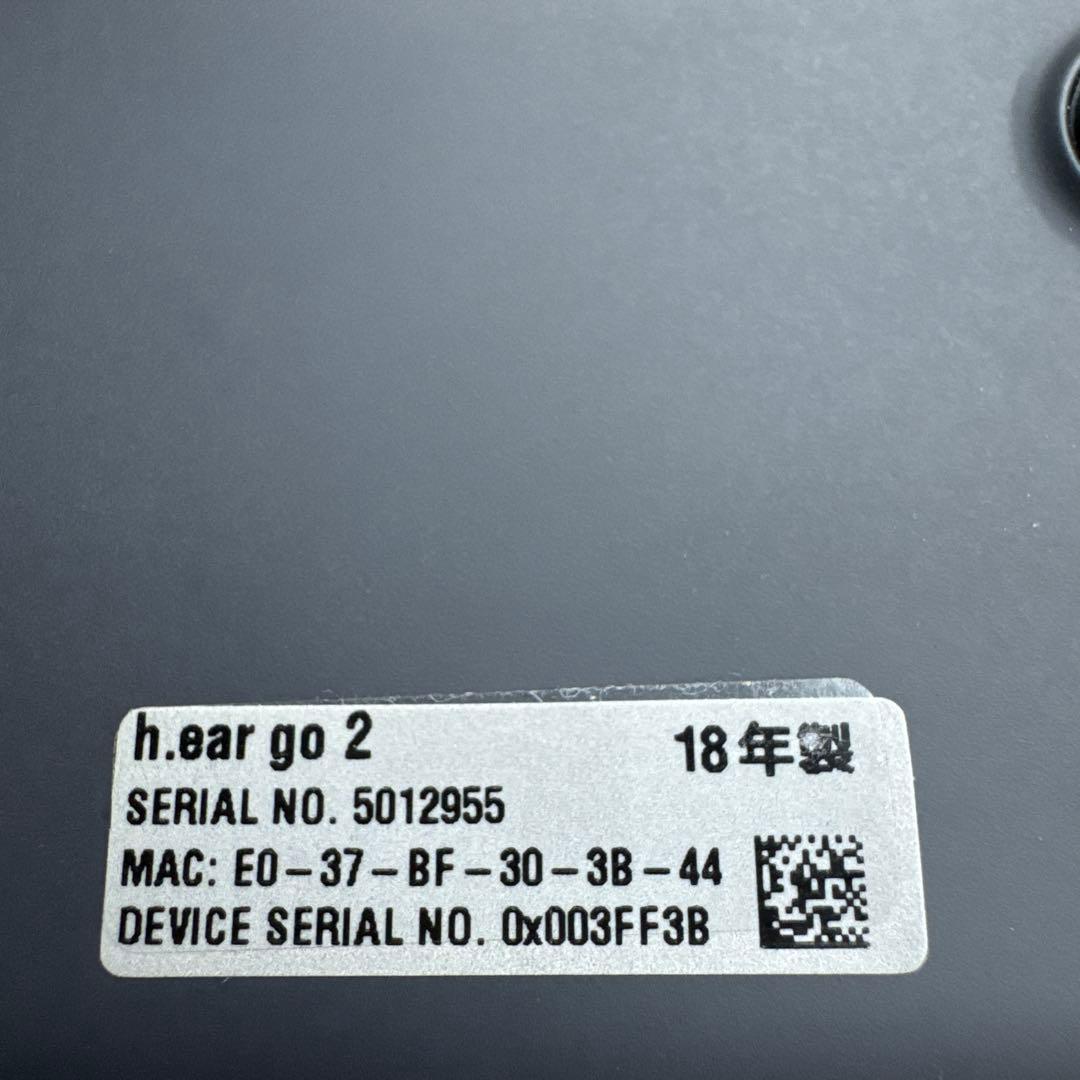 h.ear go 2
18年製
SERIAL NO. 5012955
MAC: E0-37-BF-30-3B-44
DEVICE SERIAL NO. 0x003FF3B